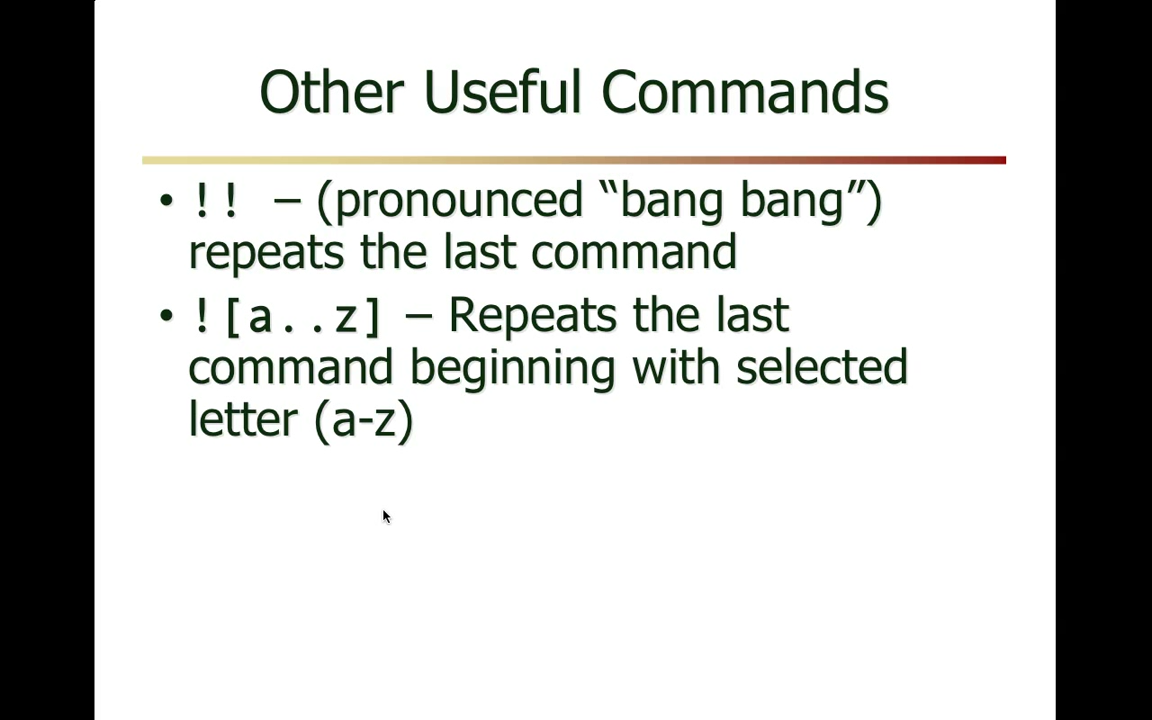 Other Useful Commands
• !! – (pronounced “bang bang”)
repeats the last command
• ![a..z] – Repeats the last
command beginning with selected
letter (a-z)